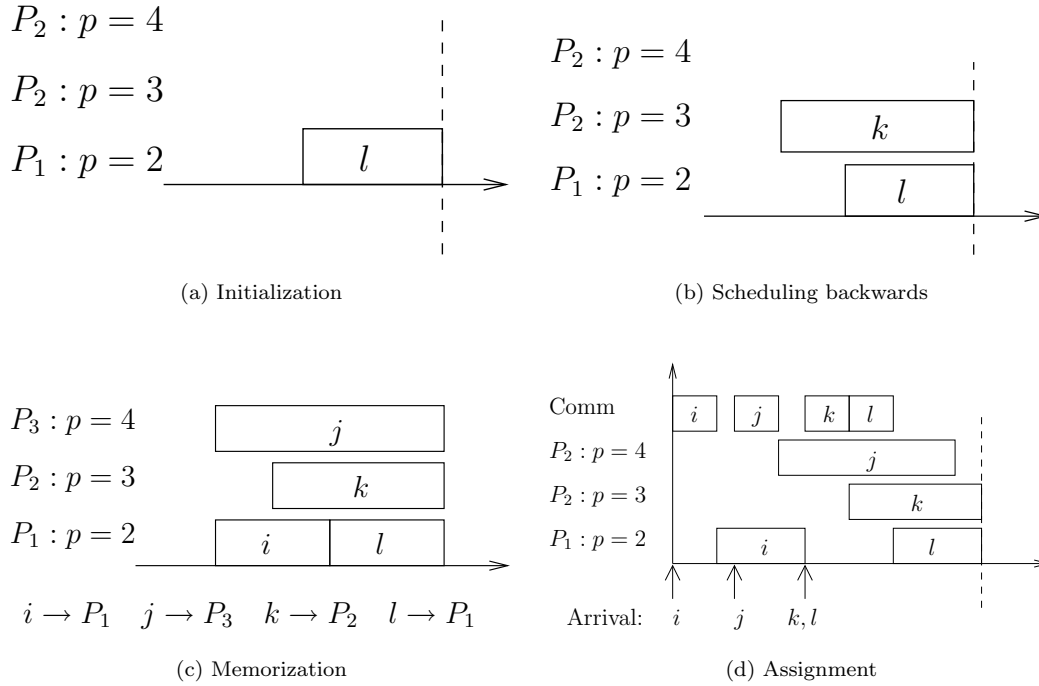 P₂ : p = 4
P₂ : p = 3
P₁ : p = 2
l
(a) Initialization
P₂ : p = 4
P₂ : p = 3
k
P₁ : p = 2
l
(b) Scheduling backwards
P₃ : p = 4
j
P₂ : p = 3
k
P₁ : p = 2
i l
i → P₁ j → P₃ k → P₂ l → P₁
(c) Memorization
Comm
i j k l
P₂ : p = 4
j
P₂ : p = 3
k
P₁ : p = 2
i l
Arrival: i j k, l
(d) Assignment